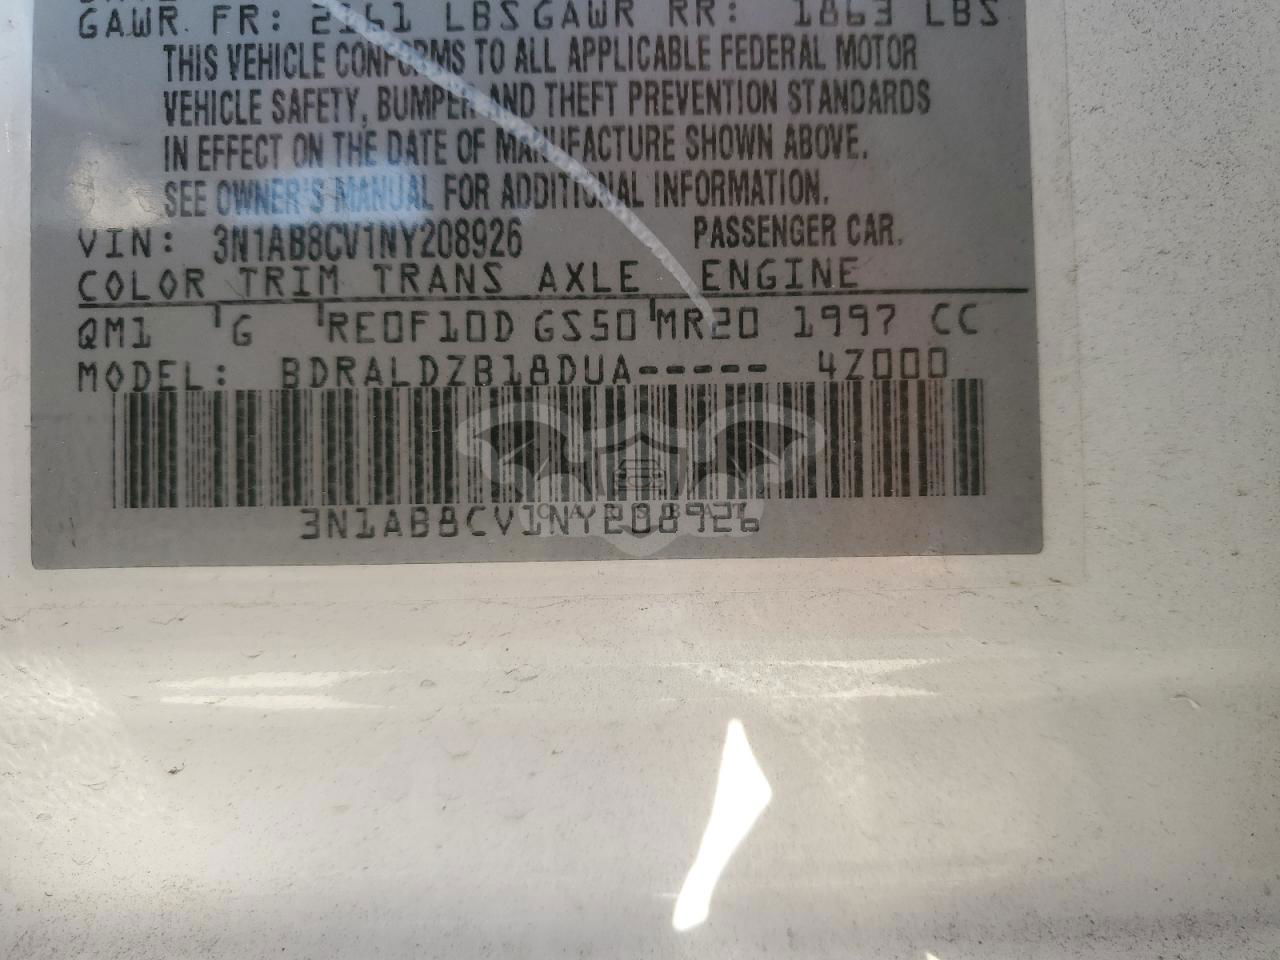 GAWR FR: 2161 LBS GAWR RR: 1863 LBS
THIS VEHICLE CONFORMS TO ALL APPLICABLE FEDERAL MOTOR
VEHICLE SAFETY, BUMPER AND THEFT PREVENTION STANDARDS
IN EFFECT ON THE DATE OF MANUFACTURE SHOWN ABOVE.
SEE OWNER'S MANUAL FOR ADDITIONAL INFORMATION.
VIN: 3N1AB8CV1NY208926 PASSENGER CAR.
COLOR TRIM TRANS AXLE ENGINE
QM1 G RE0F10D GS50 MR20 1997 CC
MODEL: BDRALDZB18DUA----- 4Z000
3N1AB8CV1NY208926
CARSBAT